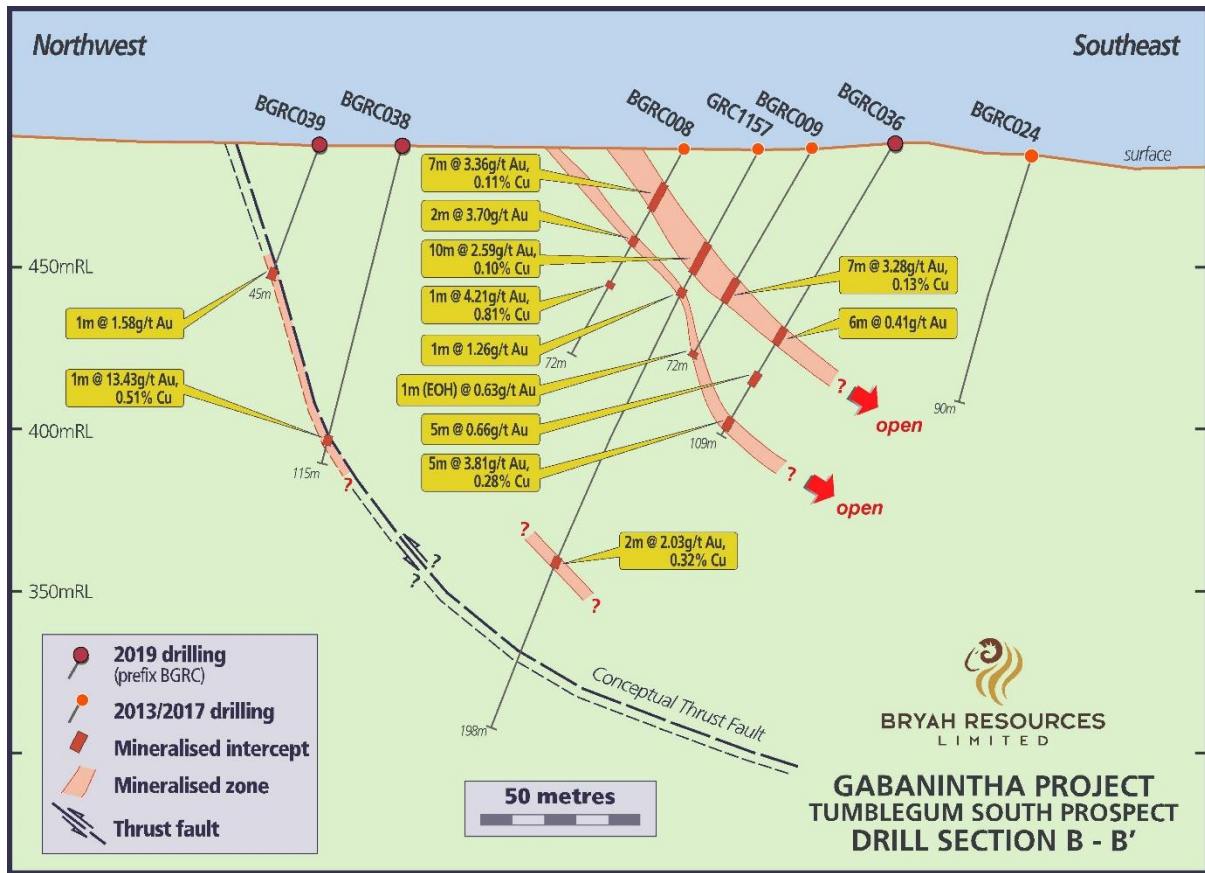 Northwest
Southeast
BGRC039
BGRC038
BGRC008
GRC1157
BGRC009
BGRC036
BGRC024
surface
7m @ 3.36g/t Au,
0.11% Cu
2m @ 3.70g/t Au
10m @ 2.59g/t Au,
0.10% Cu
1m @ 4.21g/t Au,
0.81% Cu
1m @ 1.26g/t Au
1m (EOH) @ 0.63g/t Au
5m @ 0.66g/t Au
5m @ 3.81g/t Au,
0.28% Cu
7m @ 3.28g/t Au,
0.13% Cu
6m @ 0.41g/t Au
2m @ 2.03g/t Au,
0.32% Cu
1m @ 1.58g/t Au
1m @ 13.43g/t Au,
0.51% Cu
450mRL
400mRL
350mRL
45m
115m
72m
72m
109m
90m
198m
?
open
?
open
?
?
?
?
?
Conceptual Thrust Fault
2019 drilling
(prefix BGRC)
2013/2017 drilling
Mineralised intercept
Mineralised zone
Thrust fault
50 metres
BRYAH RESOURCES
LIMITED
GABANINTHA PROJECT
TUMBLEGUM SOUTH PROSPECT
DRILL SECTION B - B'